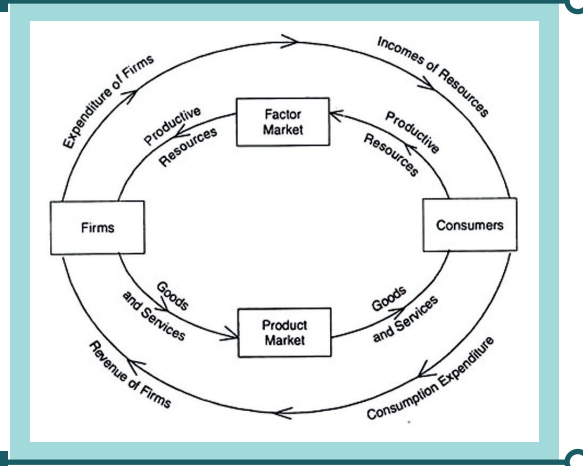 Expenditure of Firms
Incomes of Resources
Factor
Market
Productive
Resources
Productive
Resources
Firms
Consumers
Goods
and Services
Product
Market
Goods
and Services
Revenue of Firms
Consumption Expenditure